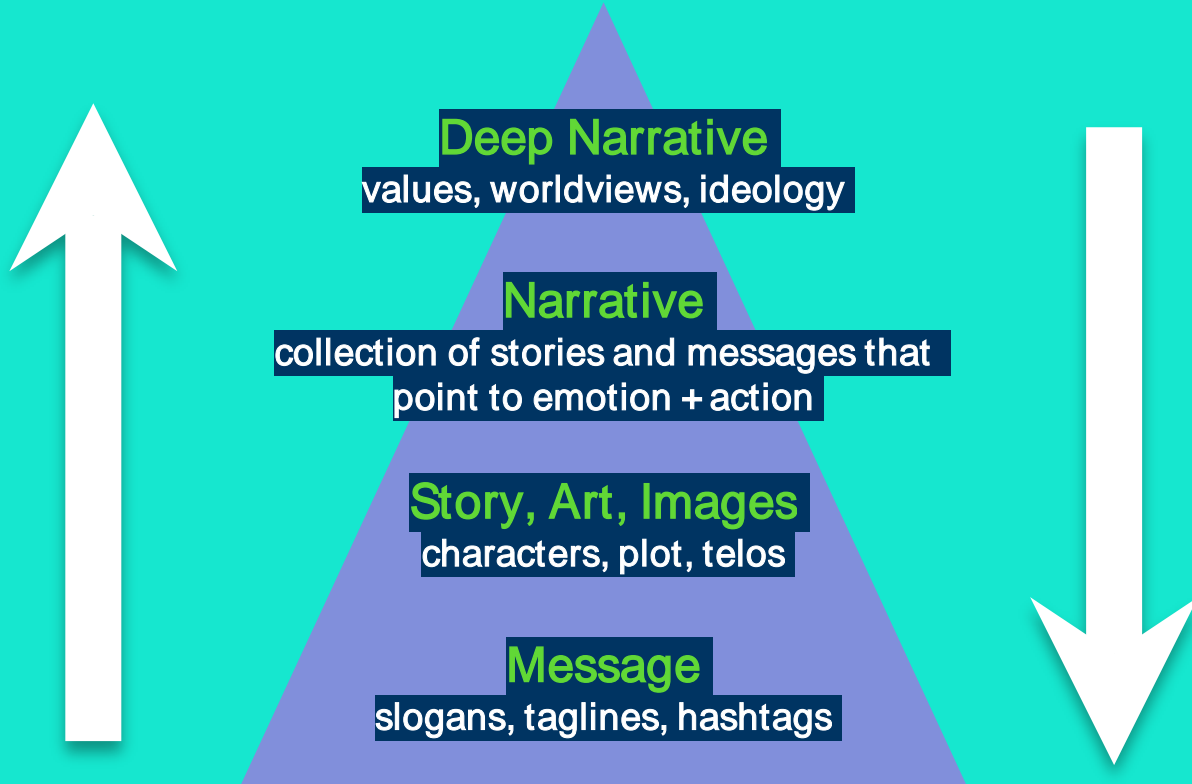 Deep Narrative
values, worldviews, ideology
Narrative
collection of stories and messages that
point to emotion + action
Story, Art, Images
characters, plot, telos
Message
slogans, taglines, hashtags